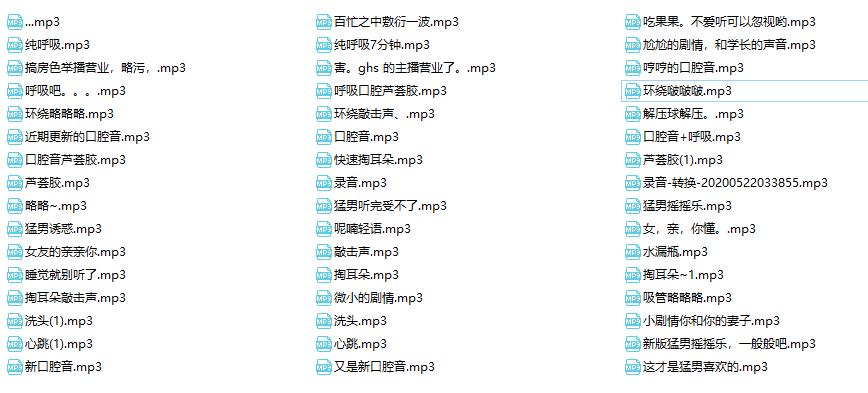 ...mp3
百忙之中敷衍一波.mp3
吃果果。不爱听可以忽视哟.mp3
纯呼吸.mp3
纯呼吸7分钟.mp3
尬尬的剧情，和学长的声音.mp3
搞房色举播营业，略污，.mp3
害。ghs 的主播营业了。.mp3
哼哼的口腔音.mp3
呼吸吧。。。.mp3
呼吸口腔芦荟胶.mp3
环绕啵啵啵.mp3
环绕略略略.mp3
环绕敲击声、.mp3
解压球解压。.mp3
近期更新的口腔音.mp3
口腔音.mp3
口腔音+呼吸.mp3
口腔音芦荟胶.mp3
快速掏耳朵.mp3
芦荟胶(1).mp3
芦荟胶.mp3
录音.mp3
录音-转换-20200522033855.mp3
略略~.mp3
猛男听完受不了.mp3
猛男摇摇乐.mp3
猛男诱惑.mp3
呢喃轻语.mp3
女，亲，你懂。.mp3
女友的亲亲你.mp3
敲击声.mp3
水漏瓶.mp3
睡觉就别听了.mp3
掏耳朵.mp3
掏耳朵~1.mp3
掏耳朵敲击声.mp3
微小的剧情.mp3
吸管略略略.mp3
洗头(1).mp3
洗头.mp3
小剧情你和你的妻子.mp3
心跳(1).mp3
心跳.mp3
新版猛男摇摇乐，一般般吧.mp3
新口腔音.mp3
又是新口腔音.mp3
这才是猛男喜欢的.mp3